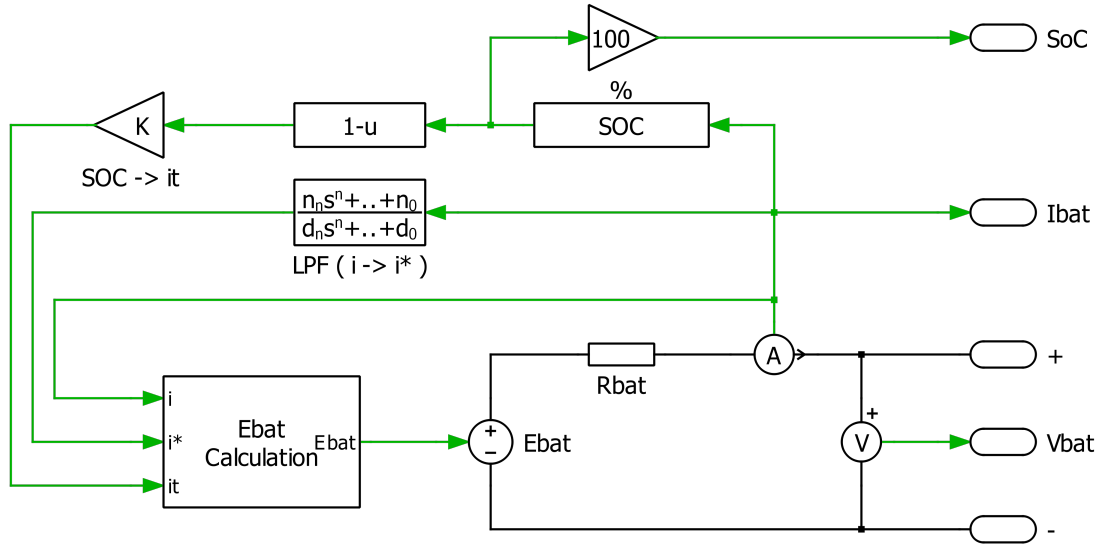 100
SoC
%
K
1-u
SOC
SOC -> it
nₙsⁿ+..+n₀
dₙsⁿ+..+d₀
Ibat
LPF ( i -> i* )
A
+
Rbat
i
Ebat
Calculation
i*
it
Ebat
+
−
Ebat
+
V
Vbat
-